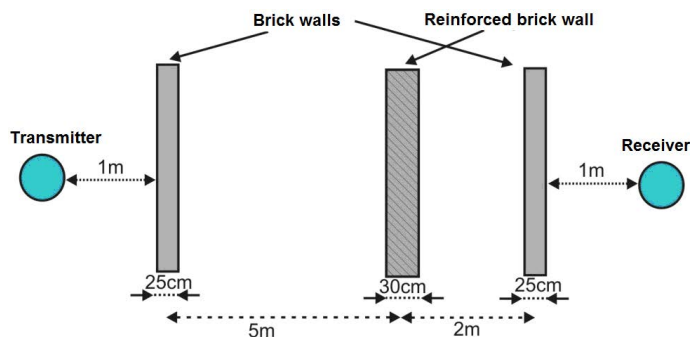 Brick walls
Reinforced brick wall
Transmitter
1m
Receiver
1m
25cm
30cm
25cm
5m
2m